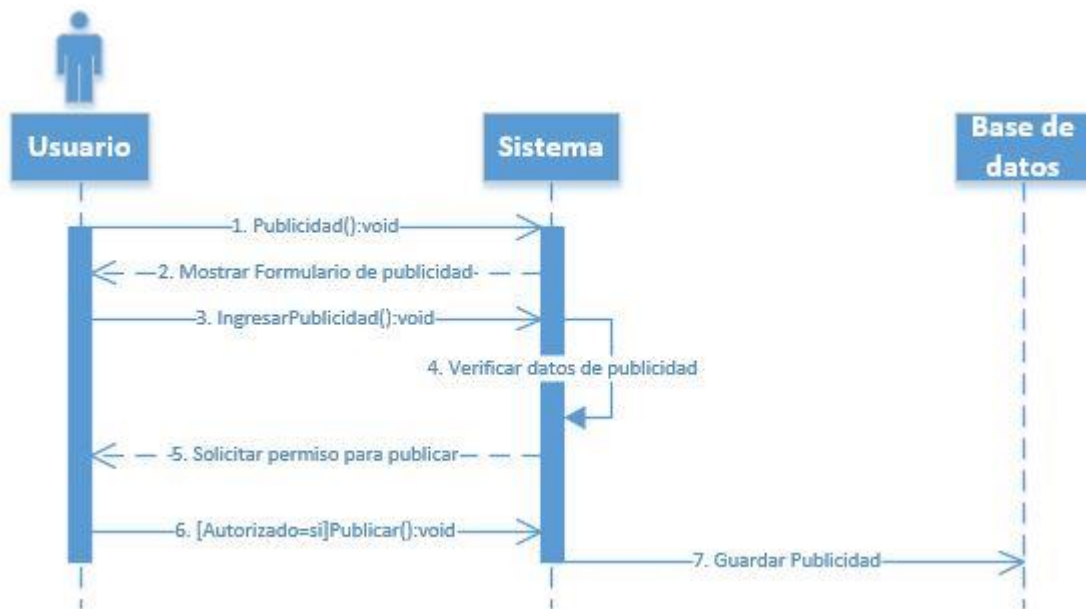 Usuario
Sistema
Base de
datos
1. Publicidad():void
2. Mostrar Formulario de publicidad
3. IngresarPublicidad():void
4. Verificar datos de publicidad
5. Solicitar permiso para publicar
6. [Autorizado=si]Publicar():void
7. Guardar Publicidad